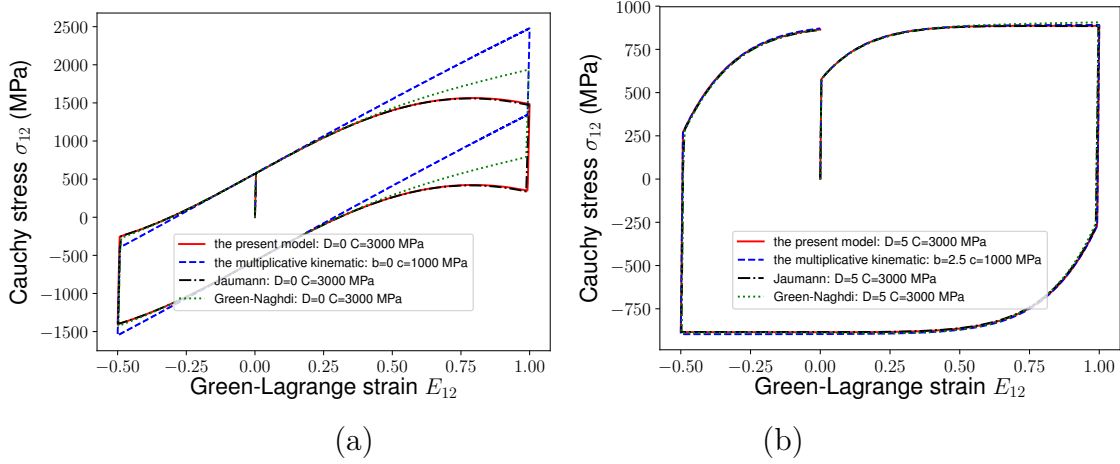 2500
2000
1500
1000
500
0
−500
−1000
−1500
Cauchy stress σ12 (MPa)
the present model: D=0 C=3000 MPa
the multiplicative kinematic: b=0 c=1000 MPa
Jaumann: D=0 C=3000 MPa
Green-Naghdi: D=0 C=3000 MPa
−0.50 −0.25 0.00 0.25 0.50 0.75 1.00
Green-Lagrange strain E12
(a)
1000
750
500
250
0
−250
−500
−750
Cauchy stress σ12 (MPa)
the present model: D=5 C=3000 MPa
the multiplicative kinematic: b=2.5 c=1000 MPa
Jaumann: D=5 C=3000 MPa
Green-Naghdi: D=5 C=3000 MPa
−0.50 −0.25 0.00 0.25 0.50 0.75 1.00
Green-Lagrange strain E12
(b)